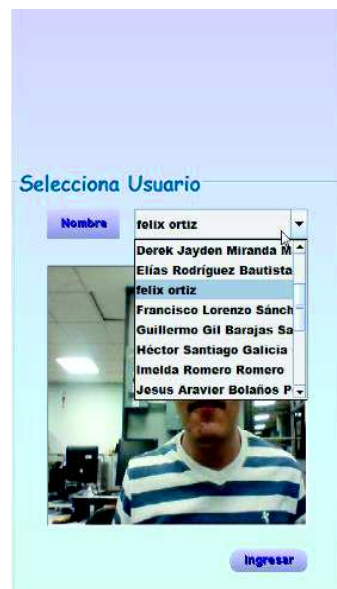 Selecciona Usuario
Nombre
felix ortiz
Derek Jayden Miranda M
Elías Rodríguez Bautista
felix ortiz
Francisco Lorenzo Sánch
Guillermo Gil Barajas Sa
Héctor Santiago Galicia
Imelda Romero Romero
Jesus Aravier Bolaños P
Ingresar